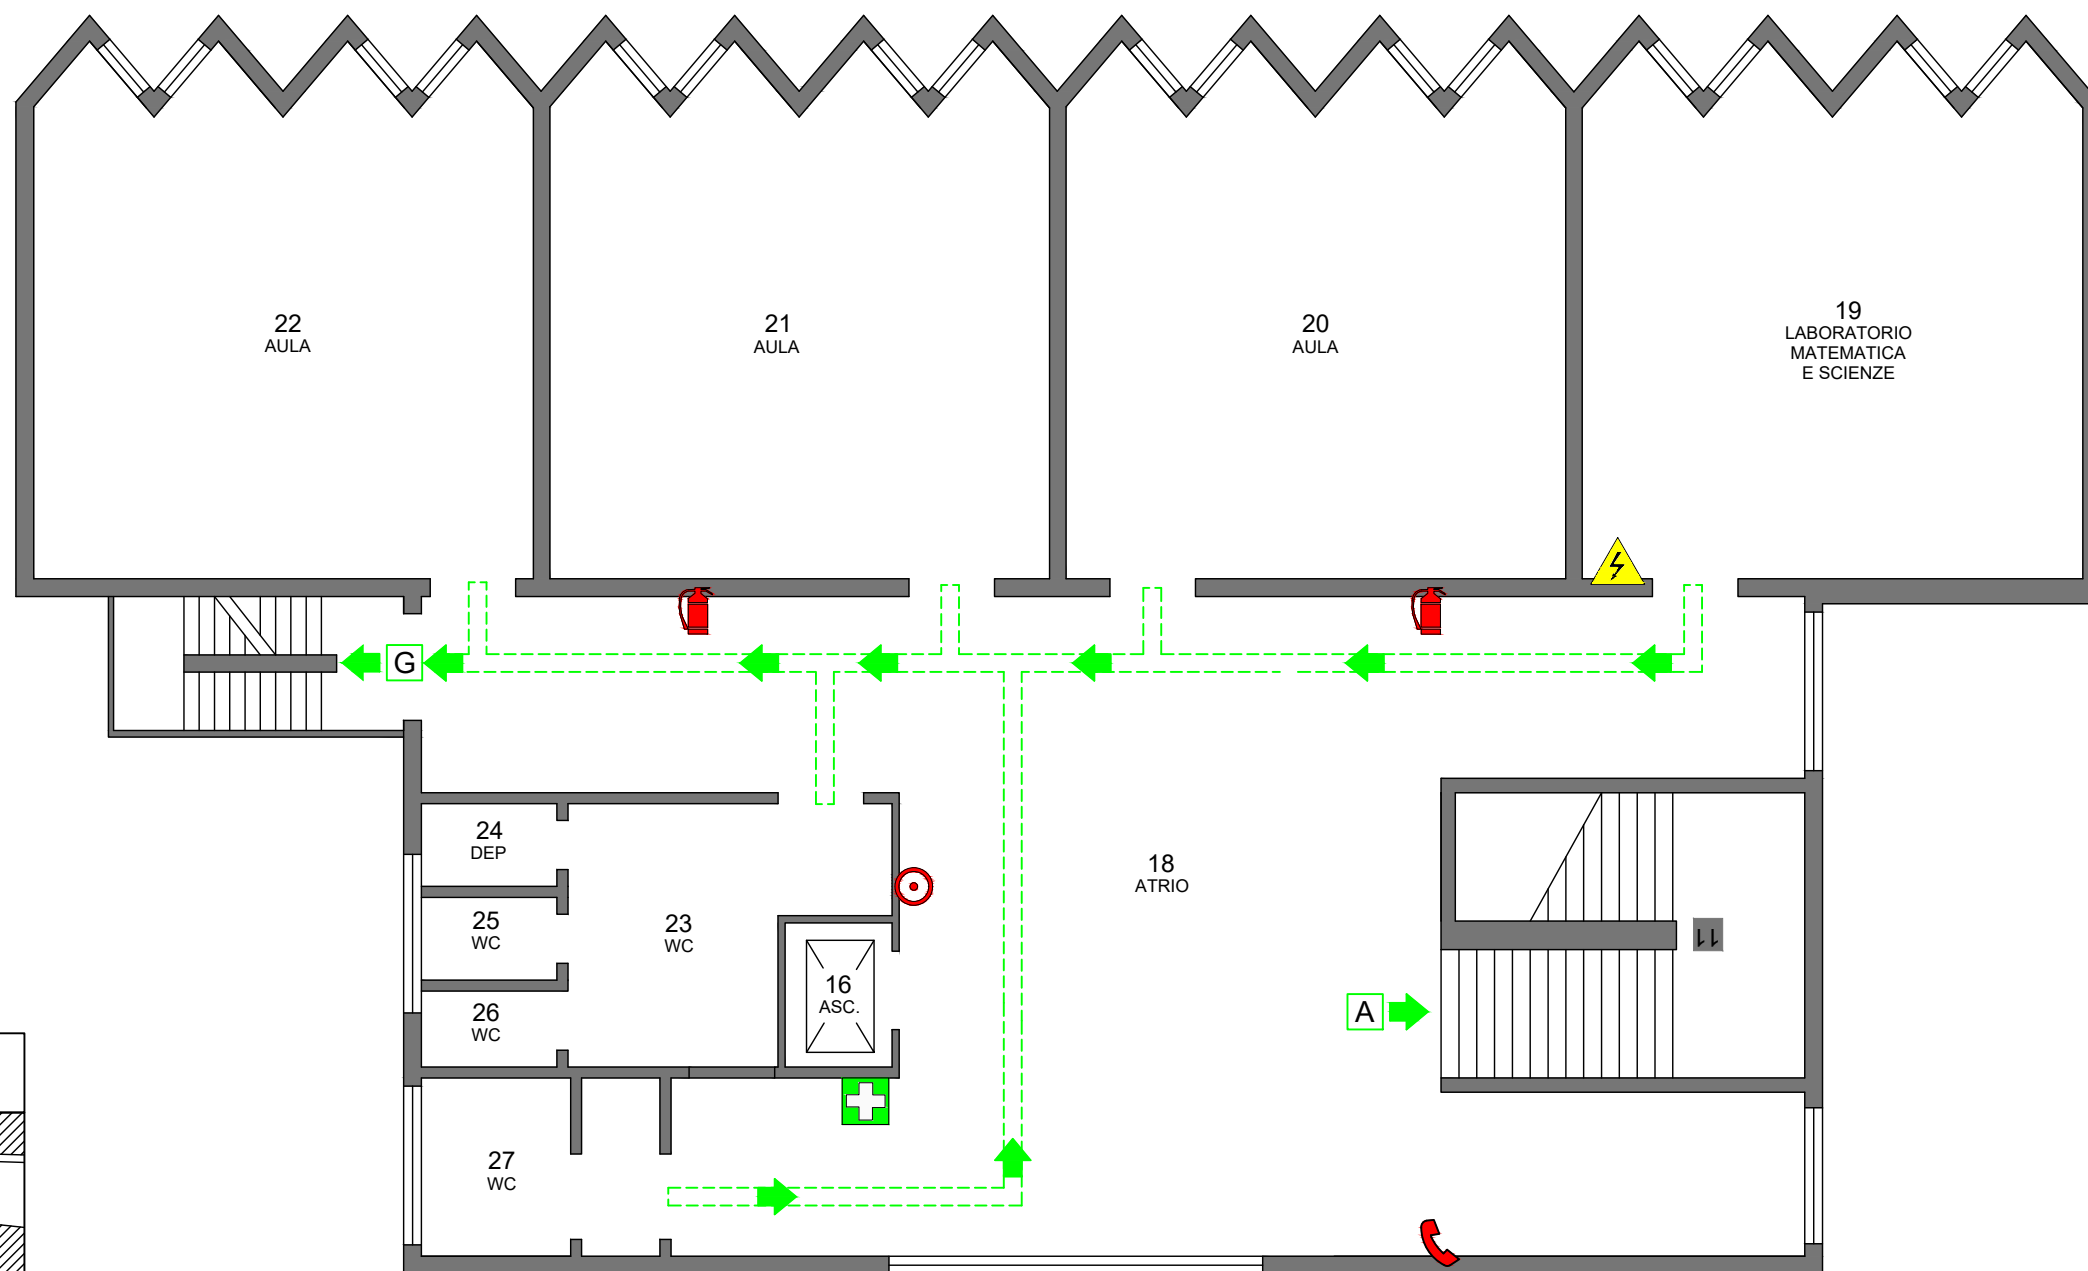 22
AULA
21
AULA
20
AULA
19
LABORATORIO
MATEMATICA
E SCIENZE
G
24
DEP
25
WC
26
WC
23
WC
16
ASC.
18
ATRIO
A
11
27
WC